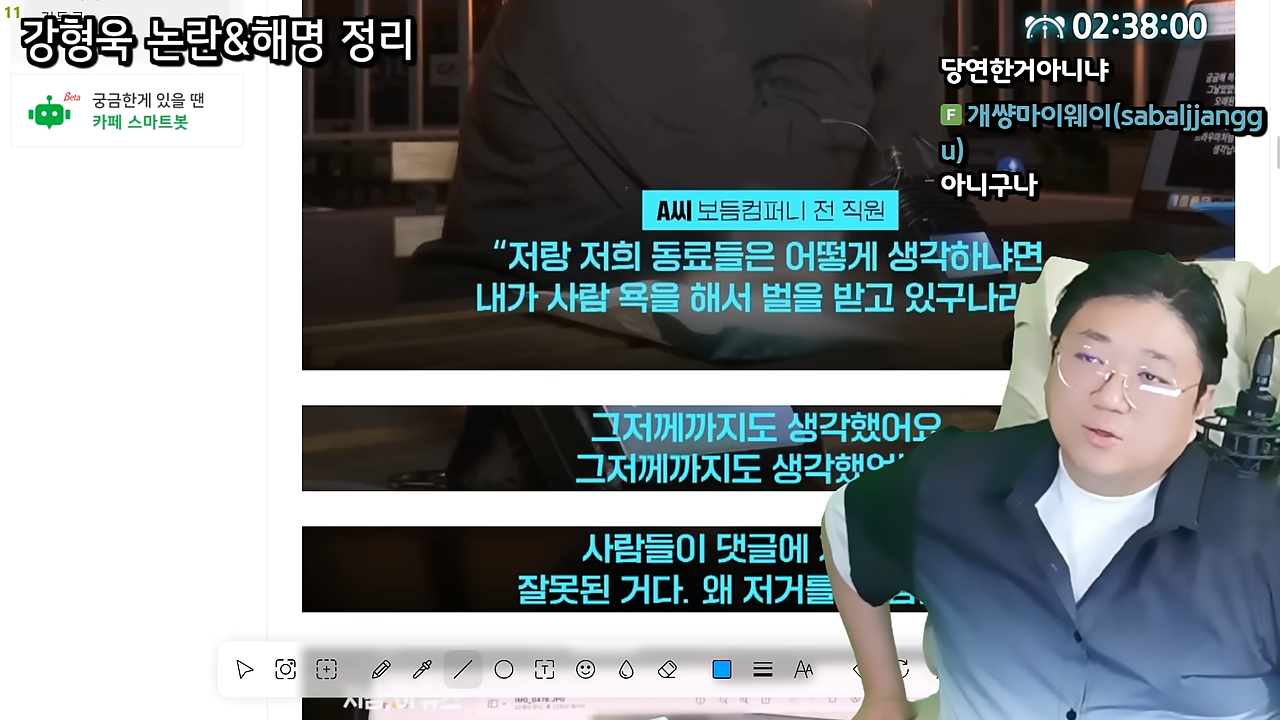 11
강형욱 논란&해명 정리
β eta
궁금한게 있을 땐
카페 스마트봇
02:38:00
당연한거아니냐
F 개썅마이웨이(sabaljjangg
u)
아니구나
A씨 보듬컴퍼니 전 직원
“저랑 저희 동료들은 어떻게 생각하냐면
내가 사람 욕을 해서 벌을 받고 있구나
그저께까지도 생각했어요
그저께까지도 생각했
사람들이 댓글에
잘못된 거다. 왜 저거를
IMG_0478.JPG